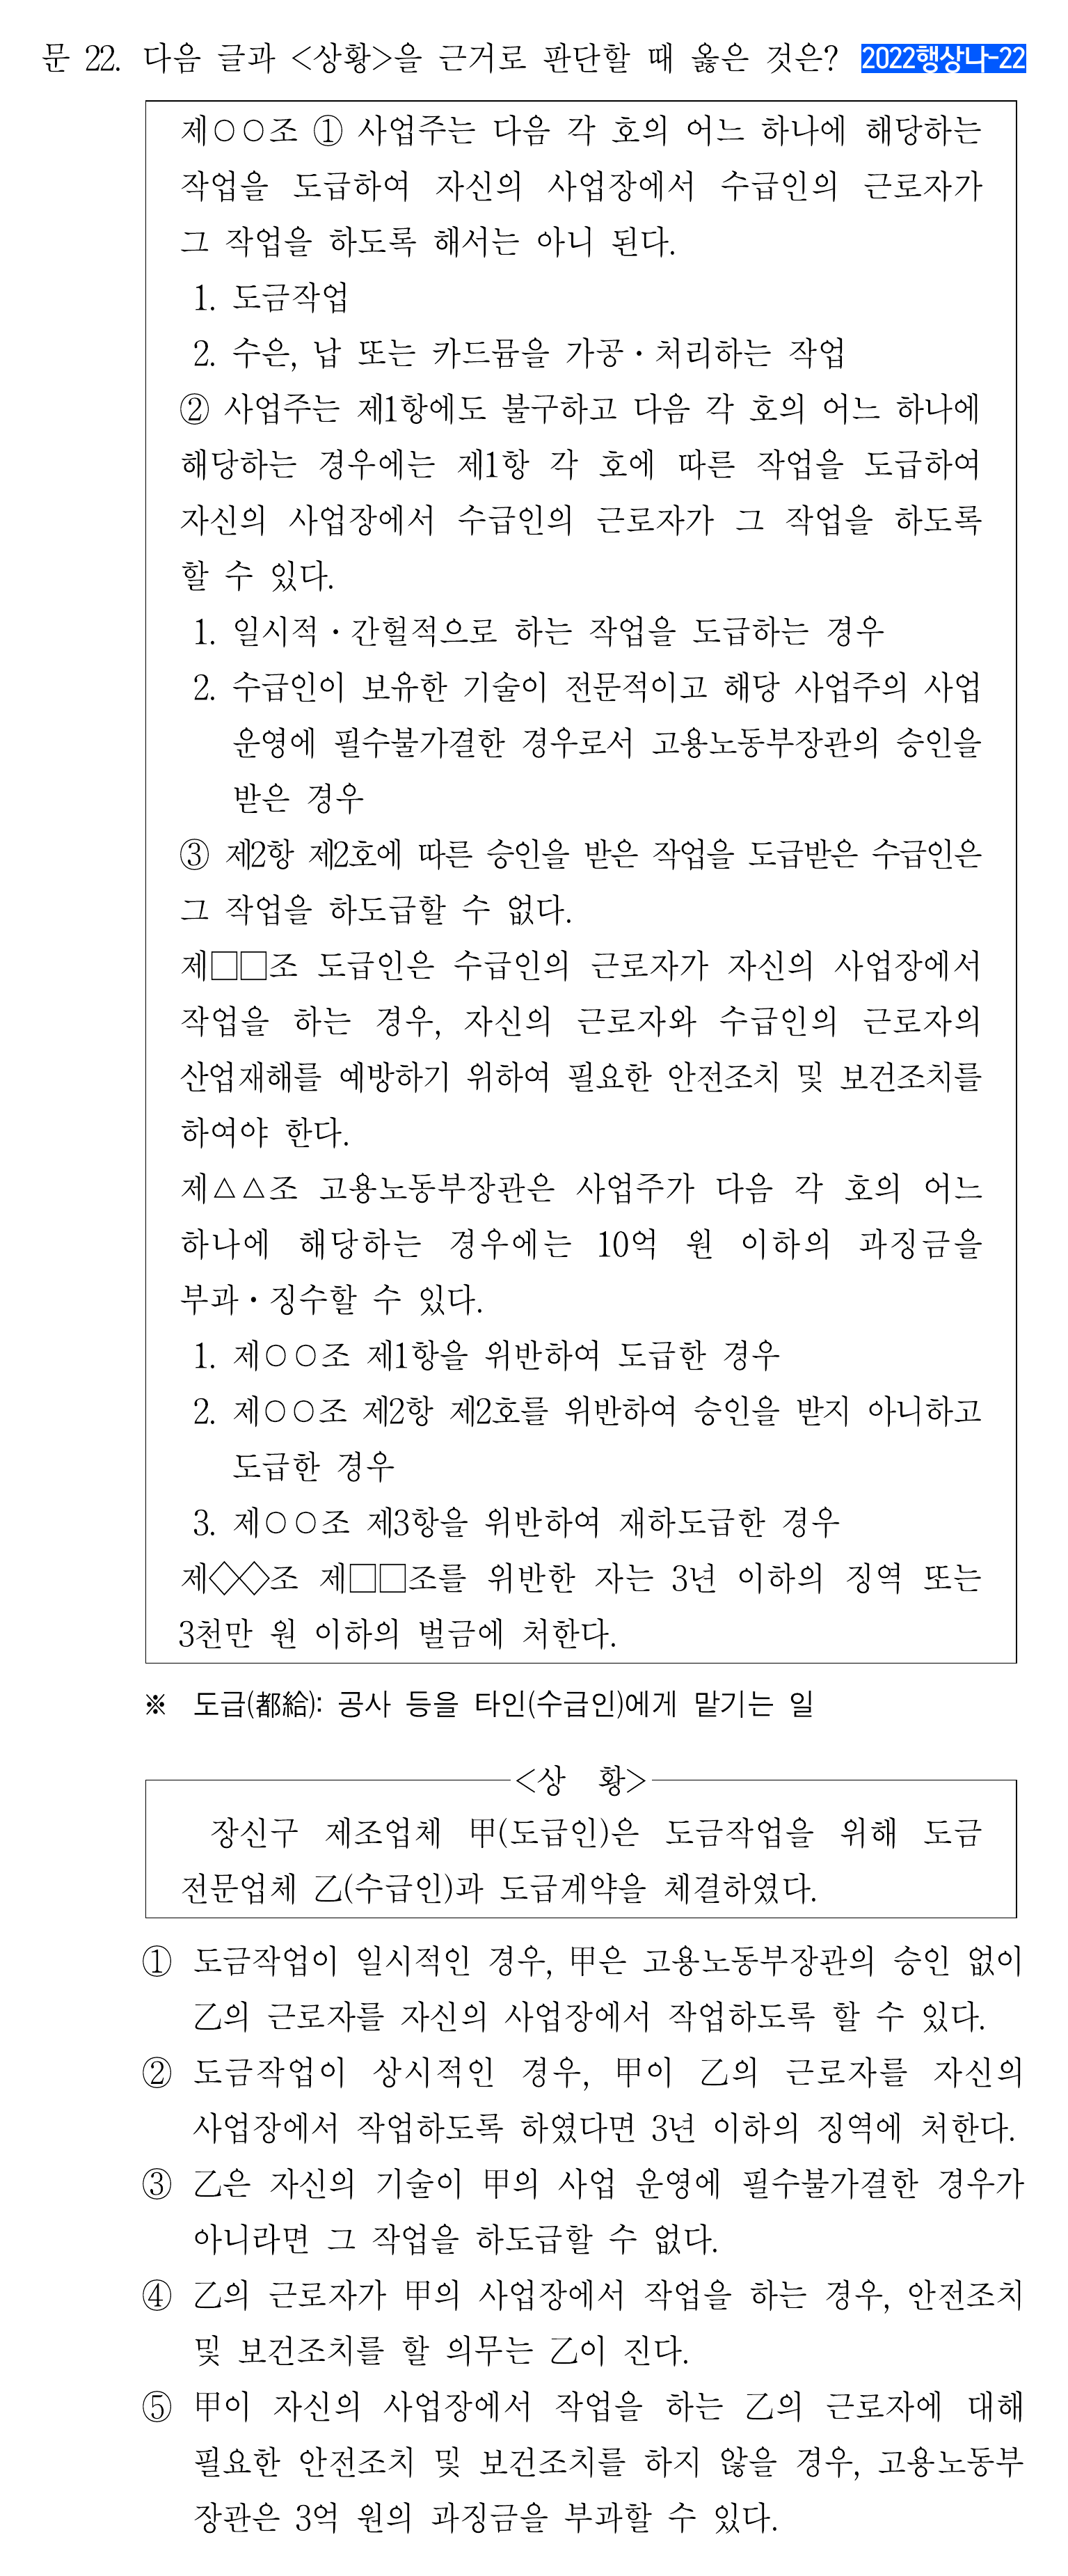 문 22. 다음 글과 <상황>을 근거로 판단할 때 옳은 것은? 2022행상나-22
제○○조 ① 사업주는 다음 각 호의 어느 하나에 해당하는
작업을 도급하여 자신의 사업장에서 수급인의 근로자가
그 작업을 하도록 해서는 아니 된다.
1. 도금작업
2. 수은, 납 또는 카드뮴을 가공·처리하는 작업
② 사업주는 제1항에도 불구하고 다음 각 호의 어느 하나에
해당하는 경우에는 제1항 각 호에 따른 작업을 도급하여
자신의 사업장에서 수급인의 근로자가 그 작업을 하도록
할 수 있다.
1. 일시적·간헐적으로 하는 작업을 도급하는 경우
2. 수급인이 보유한 기술이 전문적이고 해당 사업주의 사업
운영에 필수불가결한 경우로서 고용노동부장관의 승인을
받은 경우
③ 제2항 제2호에 따른 승인을 받은 작업을 도급받은 수급인은
그 작업을 하도급할 수 없다.
제□□조 도급인은 수급인의 근로자가 자신의 사업장에서
작업을 하는 경우, 자신의 근로자와 수급인의 근로자의
산업재해를 예방하기 위하여 필요한 안전조치 및 보건조치를
하여야 한다.
제△△조 고용노동부장관은 사업주가 다음 각 호의 어느
하나에 해당하는 경우에는 10억 원 이하의 과징금을
부과·징수할 수 있다.
1. 제○○조 제1항을 위반하여 도급한 경우
2. 제○○조 제2항 제2호를 위반하여 승인을 받지 아니하고
도급한 경우
3. 제○○조 제3항을 위반하여 재하도급한 경우
제◇◇조 제□□조를 위반한 자는 3년 이하의 징역 또는
3천만 원 이하의 벌금에 처한다.
※ 도급(都給): 공사 등을 타인(수급인)에게 맡기는 일
<상 황>
장신구 제조업체 甲(도급인)은 도금작업을 위해 도금
전문업체 乙(수급인)과 도급계약을 체결하였다.
① 도금작업이 일시적인 경우, 甲은 고용노동부장관의 승인 없이
乙의 근로자를 자신의 사업장에서 작업하도록 할 수 있다.
② 도금작업이 상시적인 경우, 甲이 乙의 근로자를 자신의
사업장에서 작업하도록 하였다면 3년 이하의 징역에 처한다.
③ 乙은 자신의 기술이 甲의 사업 운영에 필수불가결한 경우가
아니라면 그 작업을 하도급할 수 없다.
④ 乙의 근로자가 甲의 사업장에서 작업을 하는 경우, 안전조치
및 보건조치를 할 의무는 乙이 진다.
⑤ 甲이 자신의 사업장에서 작업을 하는 乙의 근로자에 대해
필요한 안전조치 및 보건조치를 하지 않을 경우, 고용노동부
장관은 3억 원의 과징금을 부과할 수 있다.